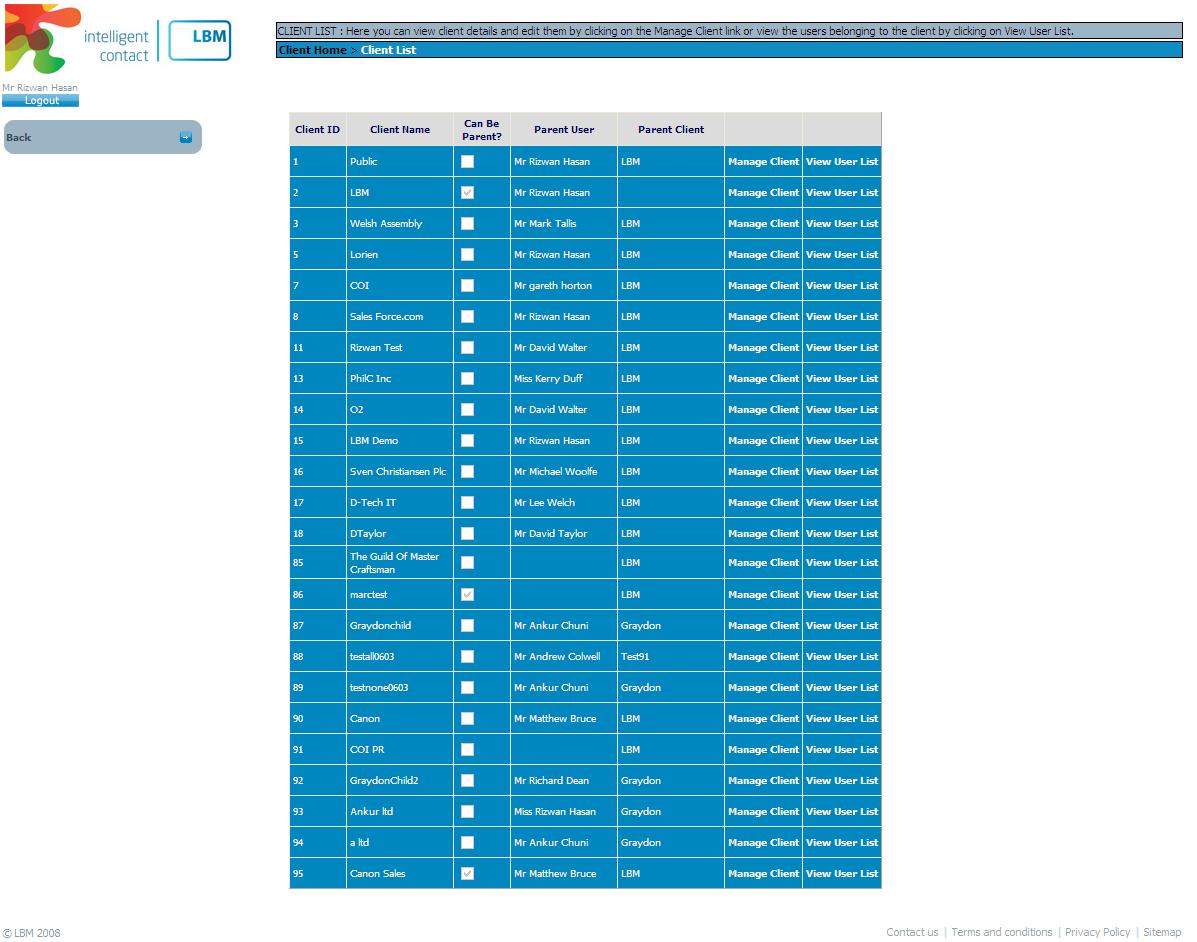 intelligent
contact
LBM
Mr Rizwan Hasan
Logout
Back
CLIENT LIST : Here you can view client details and edit them by clicking on the Manage Client link or view the users belonging to the client by clicking on View User List.
Client Home > Client List
Client ID Client Name Can Be Parent? Parent User Parent Client
1 Public Mr Rizwan Hasan LBM Manage Client View User List
2 LBM Mr Rizwan Hasan Manage Client View User List
3 Welsh Assembly Mr Mark Tallis LBM Manage Client View User List
5 Lorien Mr Rizwan Hasan LBM Manage Client View User List
7 COI Mr gareth horton LBM Manage Client View User List
8 Sales Force.com Mr Rizwan Hasan LBM Manage Client View User List
11 Rizwan Test Mr David Walter LBM Manage Client View User List
13 PhilC Inc Miss Kerry Duff LBM Manage Client View User List
14 O2 Mr David Walter LBM Manage Client View User List
15 LBM Demo Mr Rizwan Hasan LBM Manage Client View User List
16 Sven Christiansen Plc Mr Michael Woolfe LBM Manage Client View User List
17 D-Tech IT Mr Lee Welch LBM Manage Client View User List
18 DTaylor Mr David Taylor LBM Manage Client View User List
85 The Guild Of Master Craftsman LBM Manage Client View User List
86 marctest LBM Manage Client View User List
87 Graydonchild Mr Ankur Chuni Graydon Manage Client View User List
88 testall0603 Mr Andrew Colwell Test91 Manage Client View User List
89 testnone0603 Mr Ankur Chuni Graydon Manage Client View User List
90 Canon Mr Matthew Bruce LBM Manage Client View User List
91 COI PR LBM Manage Client View User List
92 GraydonChild2 Mr Richard Dean Graydon Manage Client View User List
93 Ankur ltd Miss Rizwan Hasan Graydon Manage Client View User List
94 a ltd Mr Ankur Chuni Graydon Manage Client View User List
95 Canon Sales Mr Matthew Bruce LBM Manage Client View User List
© LBM 2008
Contact us | Terms and conditions | Privacy Policy | Sitemap